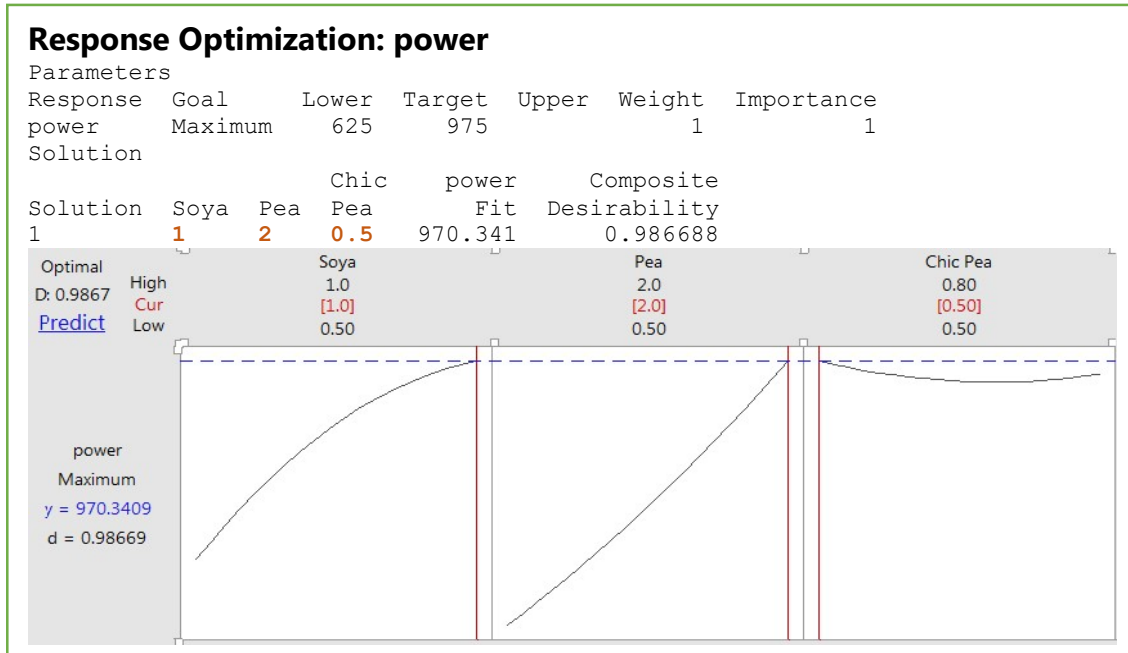 Response Optimization: power
Parameters
Response Goal Lower Target Upper Weight Importance
power Maximum 625 975 1 1
Solution
Chic power Composite
Solution Soya Pea Pea Fit Desirability
1 1 2 0.5 970.341 0.986688
Optimal
D: 0.9867
Predict
High
Cur
Low
Soya
1.0
[1.0]
0.50
Pea
2.0
[2.0]
0.50
Chic Pea
0.80
[0.50]
0.50
power
Maximum
y = 970.3409
d = 0.98669